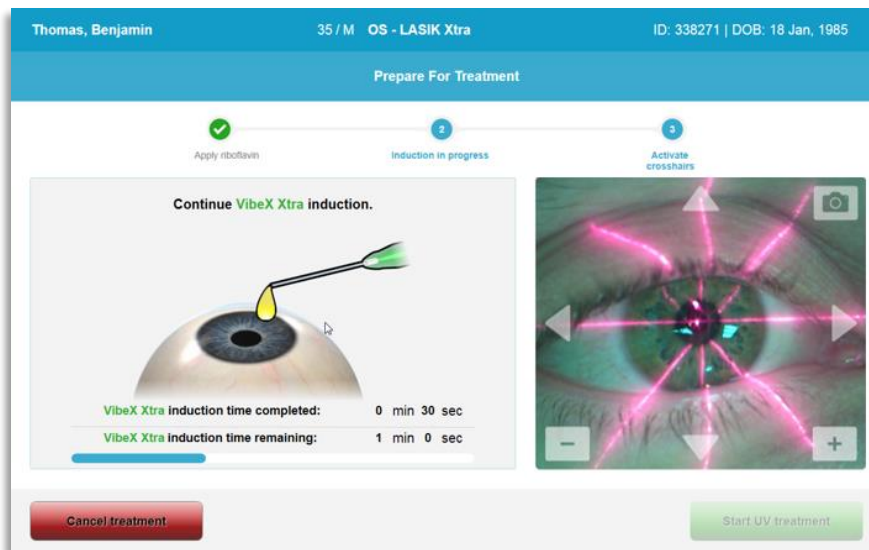 Thomas, Benjamin 35 / M OS - LASIK Xtra ID: 338271 | DOB: 18 Jan, 1985
Prepare For Treatment
2 3
Apply riboflavin Induction in progress Activate
crosshairs
Continue VibeX Xtra induction.
VibeX Xtra induction time completed: 0 min 30 sec
VibeX Xtra induction time remaining: 1 min 0 sec
- +
Cancel treatment Start UV treatment